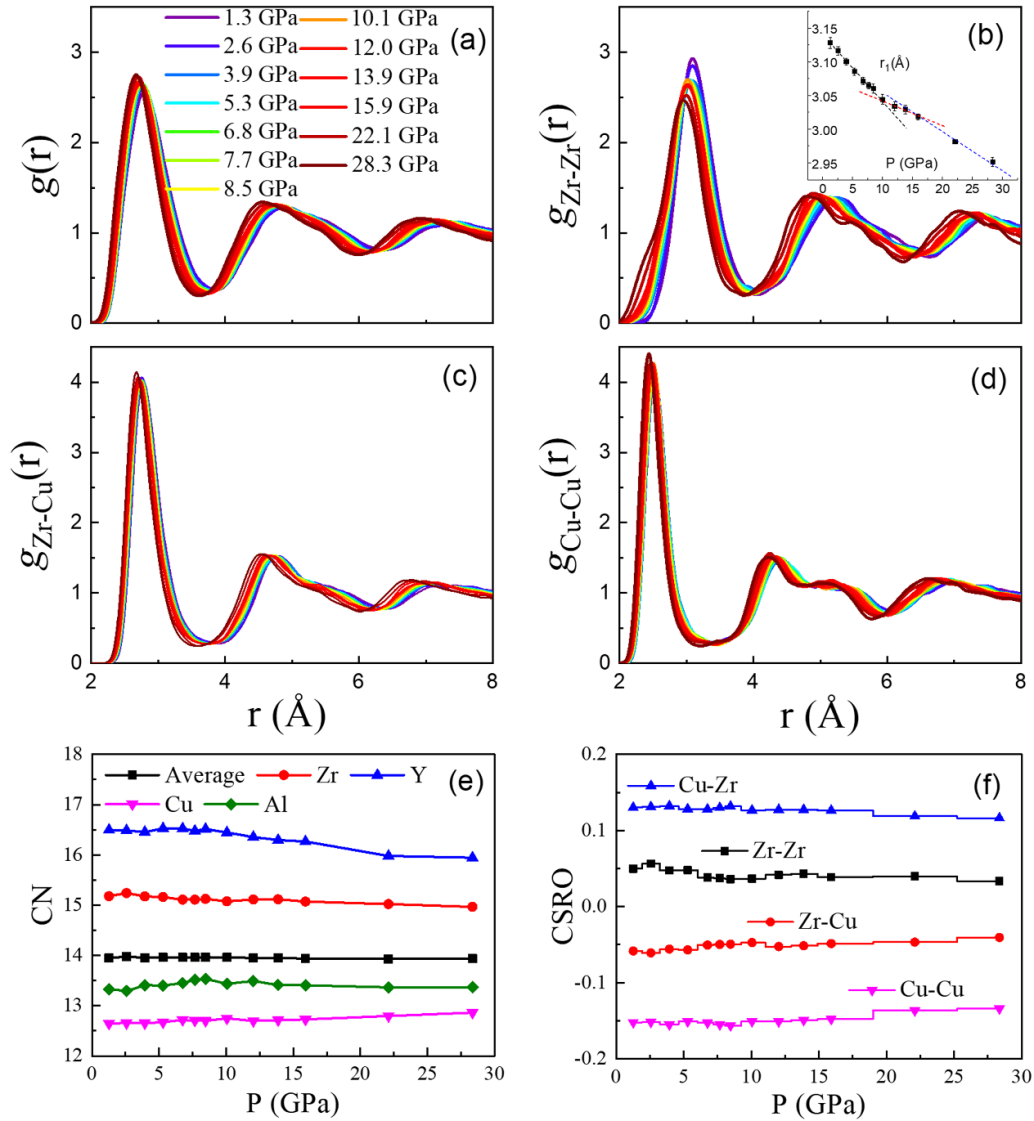 1.3 GPa
2.6 GPa
3.9 GPa
5.3 GPa
6.8 GPa
7.7 GPa
8.5 GPa
10.1 GPa
12.0 GPa
13.9 GPa
15.9 GPa
22.1 GPa
28.3 GPa
(a)
g(r)
3
2
1
0
(b)
gZr-Zr(r)
3
2
1
0
3.15
3.10
3.05
3.00
2.95
r1(Å)
P (GPa)
0 5 10 15 20 25 30
(c)
gZr-Cu(r)
4
3
2
1
0
2 4 6 8
r (Å)
(d)
gCu-Cu(r)
4
3
2
1
0
2 4 6 8
r (Å)
(e)
Average Zr Y
Cu Al
CN
18
17
16
15
14
13
12
0 5 10 15 20 25 30
P (GPa)
(f)
Cu-Zr
Zr-Zr
Zr-Cu
Cu-Cu
CSRO
0.2
0.1
0.0
-0.1
-0.2
0 5 10 15 20 25 30
P (GPa)